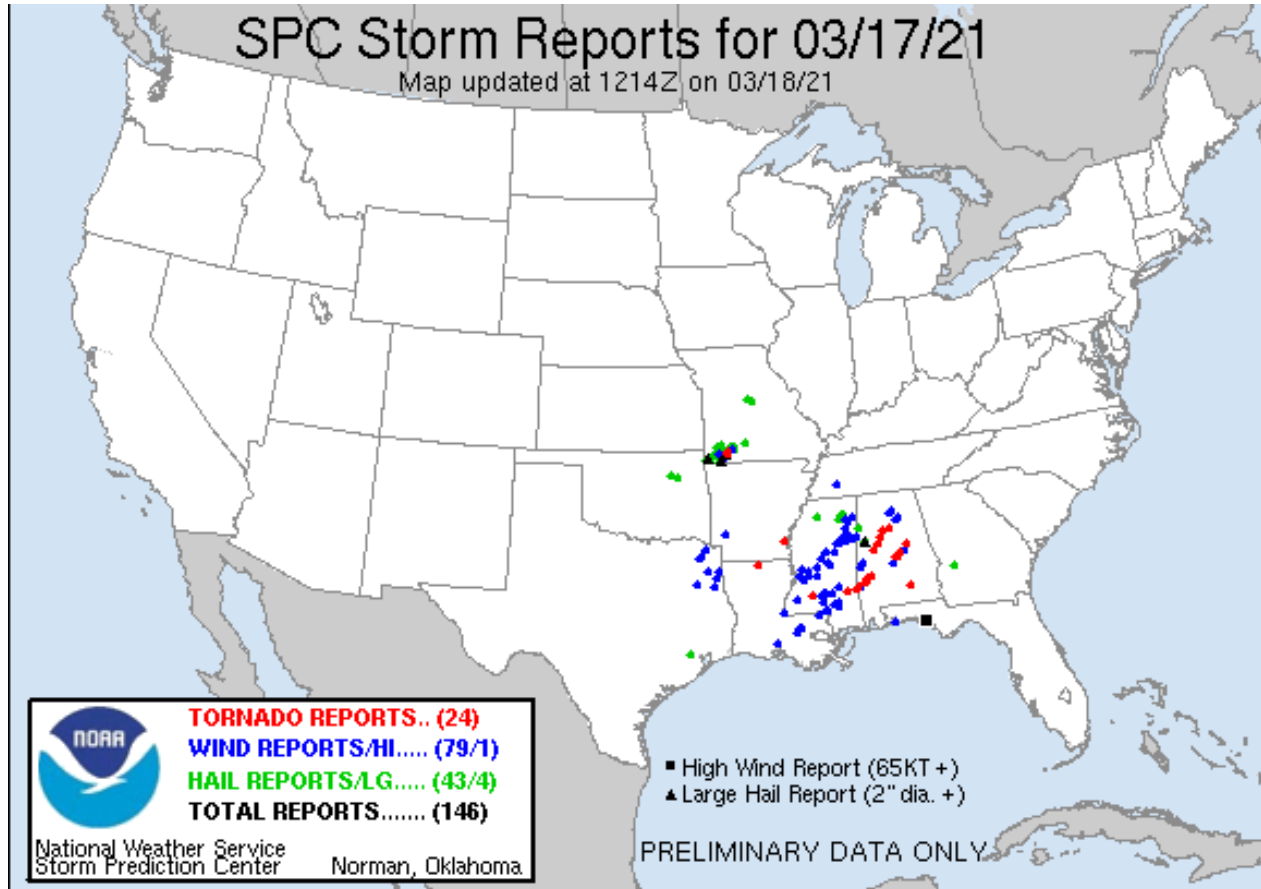 SPC Storm Reports for 03/17/21
Map updated at 1214Z on 03/18/21
NOAA
TORNADO REPORTS.. (24)
WIND REPORTS/HI..... (79/1)
HAIL REPORTS/LG..... (43/4)
TOTAL REPORTS....... (146)
National Weather Service
Storm Prediction Center Norman, Oklahoma
■ High Wind Report (65KT +)
▲ Large Hail Report (2" dia. +)
PRELIMINARY DATA ONLY